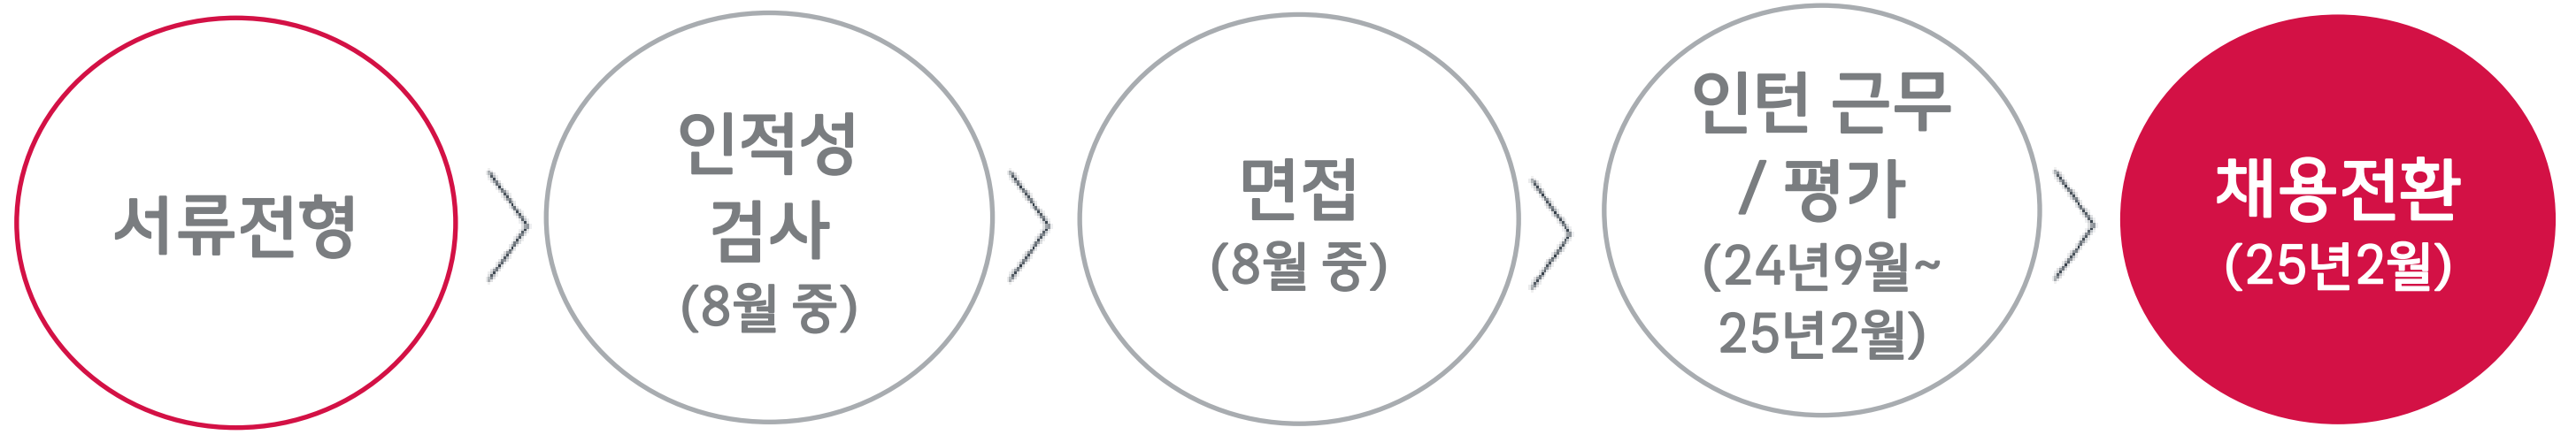 서류전형
인적성
검사
(8월 중)
면접
(8월 중)
인턴 근무
/ 평가
(24년9월~
25년2월)
채용전환
(25년2월)